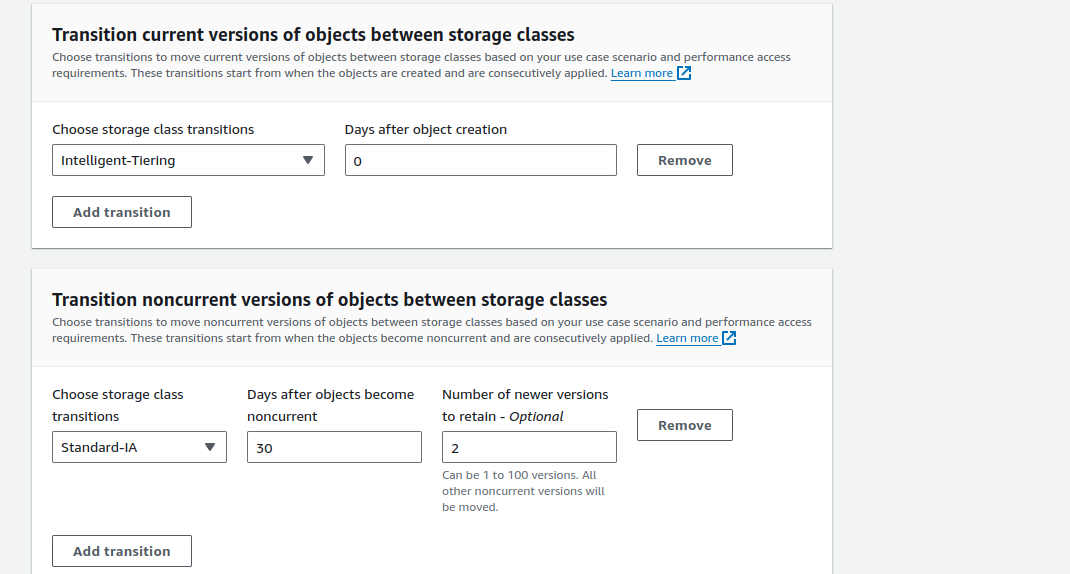 Transition current versions of objects between storage classes
Choose transitions to move current versions of objects between storage classes based on your use case scenario and performance access
requirements. These transitions start from when the objects are created and are consecutively applied. Learn more
Choose storage class transitions
Days after object creation
Intelligent-Tiering
0
Remove
Add transition
Transition noncurrent versions of objects between storage classes
Choose transitions to move noncurrent versions of objects between storage classes based on your use case scenario and performance access
requirements. These transitions start from when the objects become noncurrent and are consecutively applied. Learn more
Choose storage class
transitions
Days after objects become
noncurrent
Number of newer versions
to retain - Optional
Standard-IA
30
2
Remove
Can be 1 to 100 versions. All
other noncurrent versions will
be moved.
Add transition